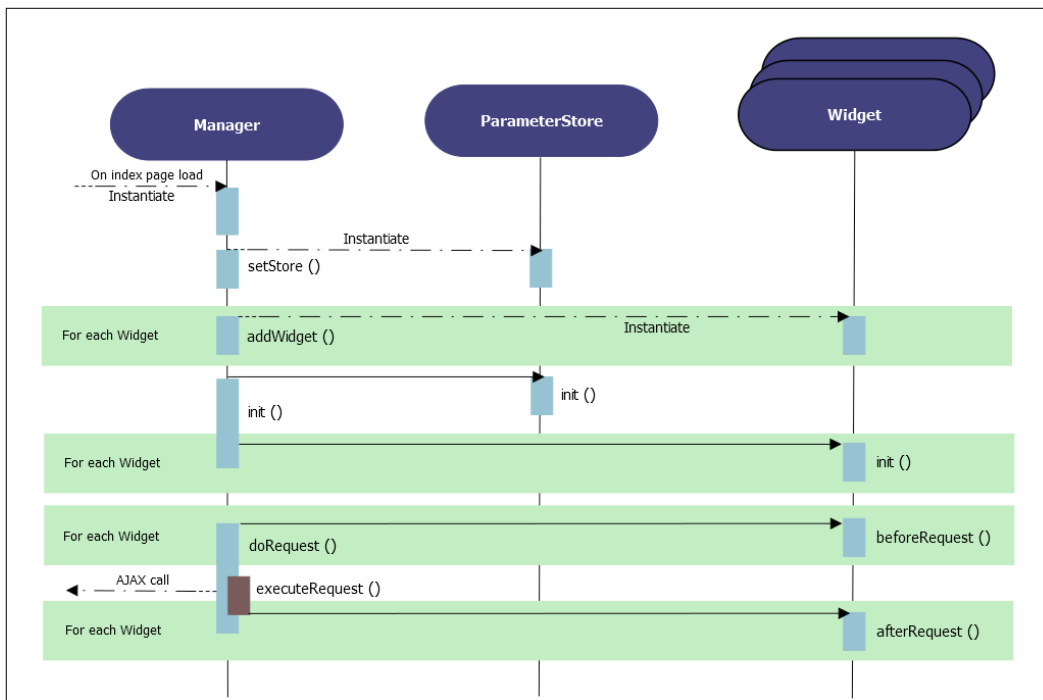 Manager
ParameterStore
Widget
On index page load
Instantiate
Instantiate
setStore ()
For each Widget
addWidget ()
Instantiate
init ()
init ()
For each Widget
init ()
For each Widget
doRequest ()
beforeRequest ()
AJAX call
executeRequest ()
For each Widget
afterRequest ()